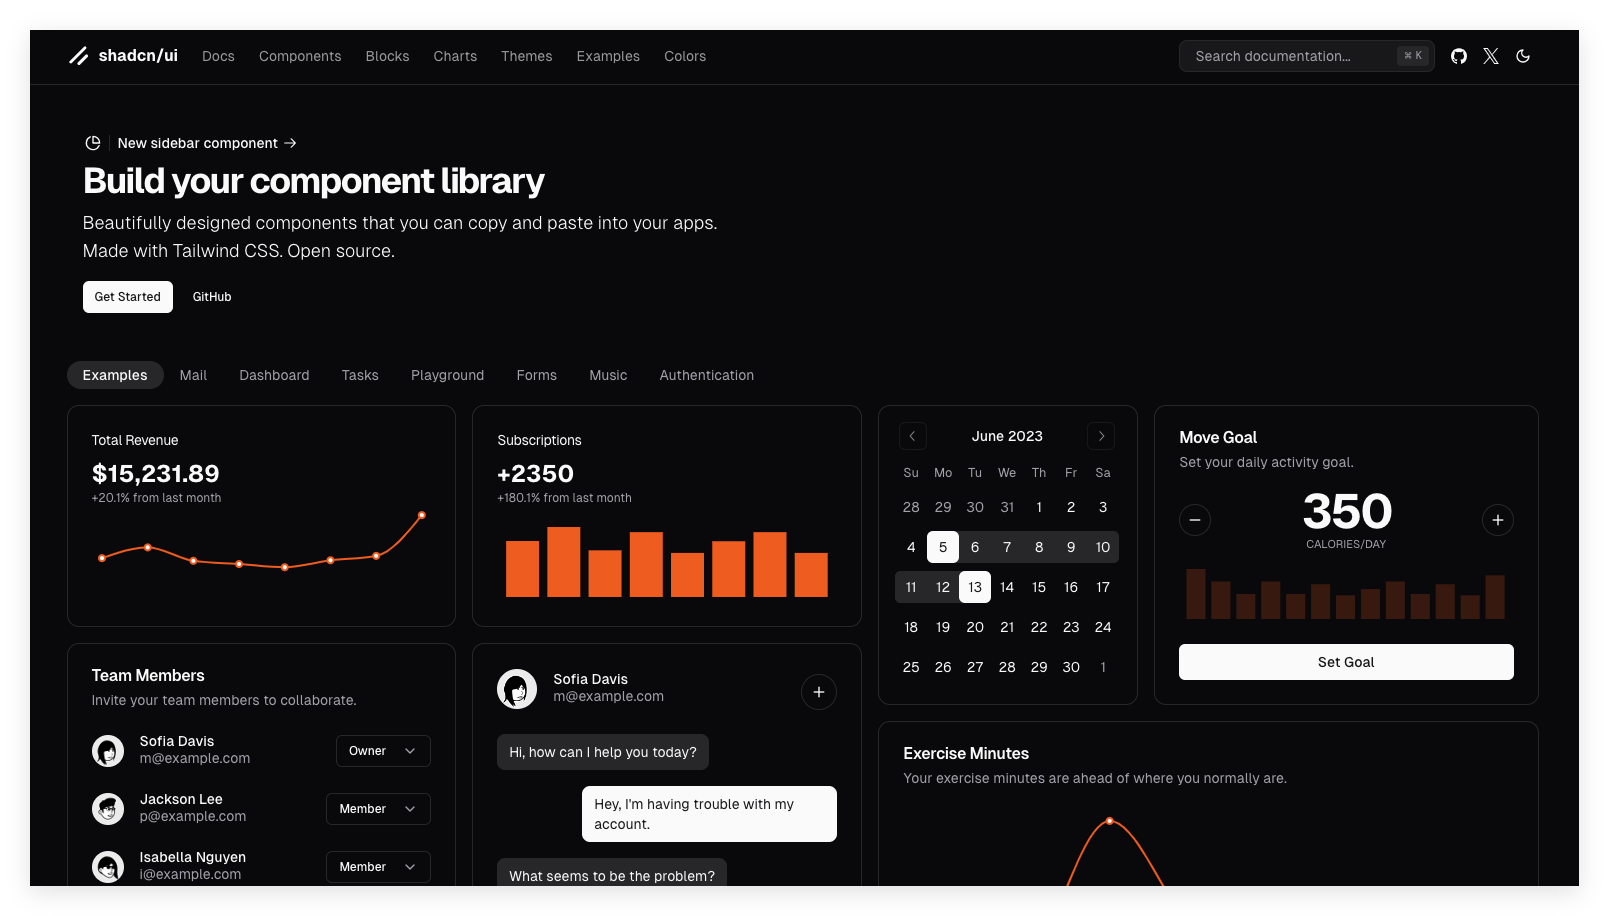 shadcn/ui Docs Components Blocks Charts Themes Examples Colors Search documentation... ⌘ K
New sidebar component →
Build your component library
Beautifully designed components that you can copy and paste into your apps.
Made with Tailwind CSS. Open source.
Get Started GitHub
Examples Mail Dashboard Tasks Playground Forms Music Authentication
Total Revenue
$15,231.89
+20.1% from last month
Subscriptions
+2350
+180.1% from last month
June 2023
Su Mo Tu We Th Fr Sa
28 29 30 31 1 2 3
4 5 6 7 8 9 10
11 12 13 14 15 16 17
18 19 20 21 22 23 24
25 26 27 28 29 30 1
Move Goal
Set your daily activity goal.
350
CALORIES/DAY
Set Goal
Team Members
Invite your team members to collaborate.
Sofia Davis
m@example.com
Owner
Jackson Lee
p@example.com
Member
Isabella Nguyen
i@example.com
Member
Sofia Davis
m@example.com
Hi, how can I help you today?
Hey, I'm having trouble with my
account.
What seems to be the problem?
Exercise Minutes
Your exercise minutes are ahead of where you normally are.